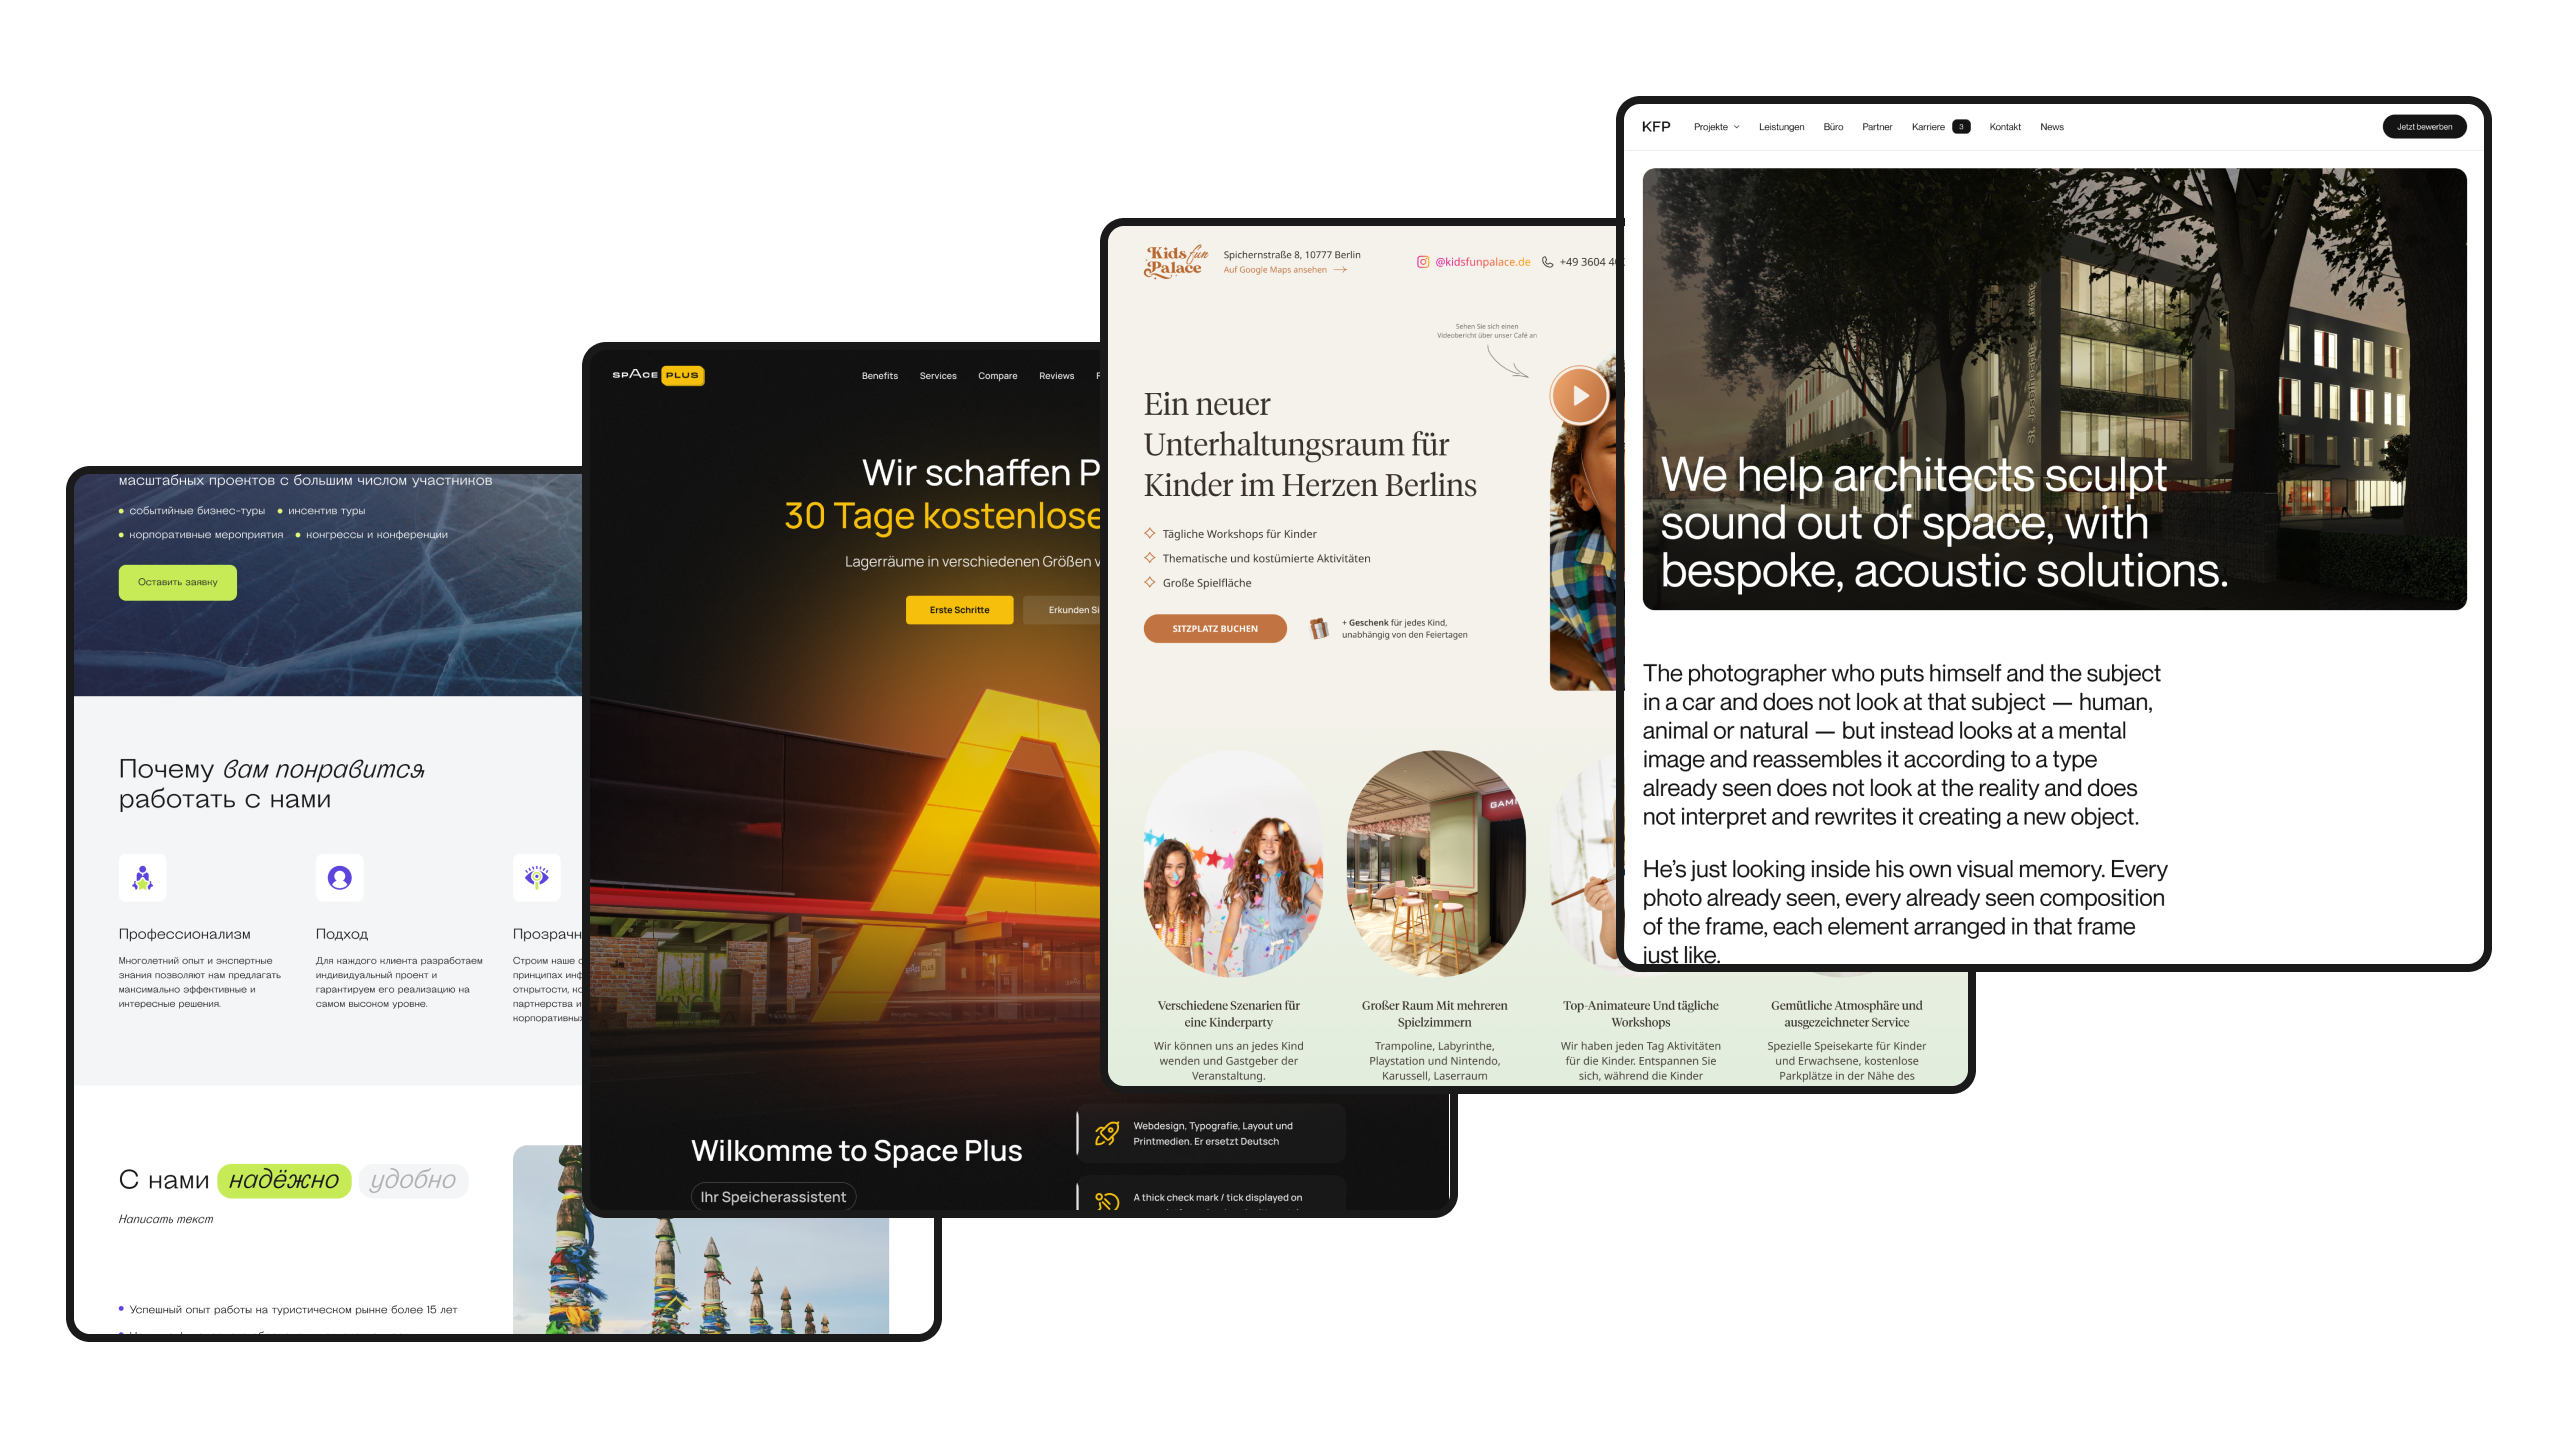 масштабных проектов с большим числом участников
событийные бизнес-туры
инсентив туры
корпоративные мероприятия
конгрессы и конференции
Оставить заявку
Почему вам понравится
работать с нами
Профессионализм
Многолетний опыт и экспертные
знания позволяют нам предлагать
максимально эффективные и
интересные решения.
Подход
Для каждого клиента разработаем
индивидуальный проект и
гарантируем его реализацию на
самом высоком уровне.
Прозрачн
Строим наше
принципах
открытости,
партнерства и
корпоративных
С нами надёжно удобно
Написать текст
Успешный опыт работы на туристическом рынке более 15 лет
SPACE PLUS
Benefits
Services
Compare
Reviews
F
Wir schaffen P
30 Tage kostenlose
Lagerräume in verschiedenen Größen v
Erste Schritte
Erkunden Si
SPACE PLUS
Wilkomme to Space Plus
Ihr Speicherassistent
Webdesign, Typografie, Layout und
Printmedien. Er ersetzt Deutsch
A thick check mark / tick displayed on
Kids fun
Palace
Spichernstraße 8, 10777 Berlin
Auf Google Maps ansehen
@kidsfunpalace.de
+49 3604 40
Sehen Sie sich einen
Videobericht über unser Café an
Ein neuer
Unterhaltungsraum für
Kinder im Herzen Berlins
Tägliche Workshops für Kinder
Thematische und kostümierte Aktivitäten
Große Spielfläche
SITZPLATZ BUCHEN
+ Geschenk für jedes Kind,
unabhängig von den Feiertagen
GAMI
Verschiedene Szenarien für
eine Kinderparty
Wir können uns an jedes Kind
wenden und Gastgeber der
Veranstaltung.
Großer Raum Mit mehreren
Spielzimmern
Trampoline, Labyrinthe,
Playstation und Nintendo,
Karussell, Laserraum
Top-Animateure Und tägliche
Workshops
Wir haben jeden Tag Aktivitäten
für die Kinder. Entspannen Sie
sich, während die Kinder
Gemütliche Atmosphäre und
ausgezeichneter Service
Spezielle Speisekarte für Kinder
und Erwachsene, kostenlose
Parkplätze in der Nähe des
KFP
Projekte
Leistungen
Büro
Partner
Karriere 3
Kontakt
News
Jetzt bewerben
We help architects sculpt
sound out of space, with
bespoke, acoustic solutions.
The photographer who puts himself and the subject
in a car and does not look at that subject — human,
animal or natural — but instead looks at a mental
image and reassembles it according to a type
already seen does not look at the reality and does
not interpret and rewrites it creating a new object.
He’s just looking inside his own visual memory. Every
photo already seen, every already seen composition
of the frame, each element arranged in that frame
just like.